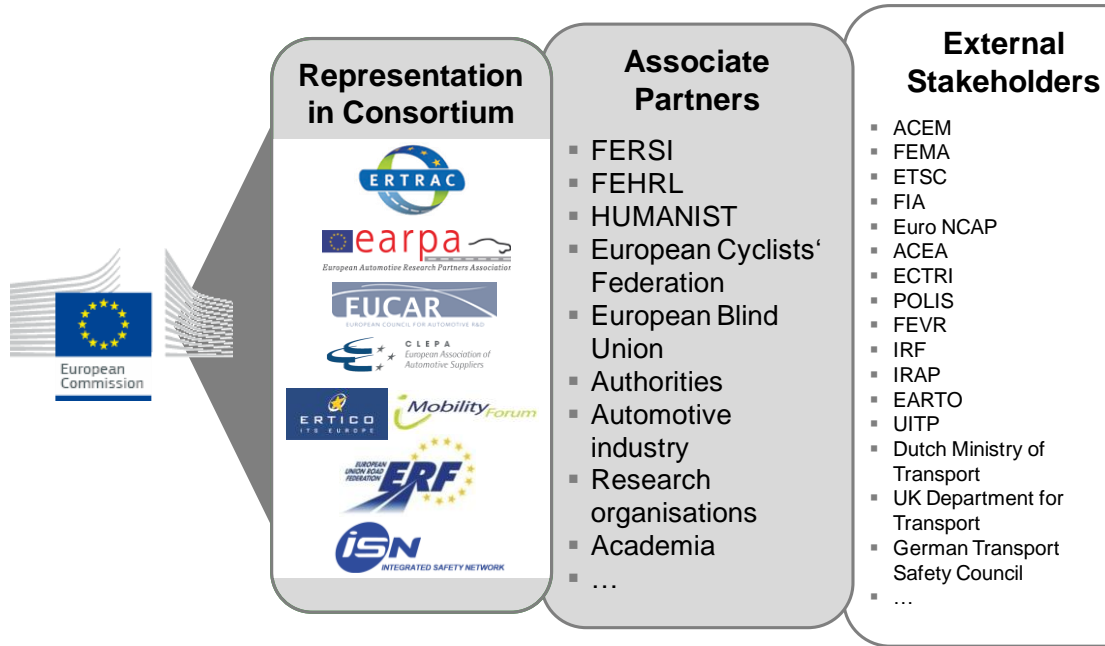 European
Commission
Representation
in Consortium
ERTRAC
earpa
European Automotive Research Partners Association
EUCAR
EUROPEAN COUNCIL FOR AUTOMOTIVE R&D
CLEPA
European Association of
Automotive Suppliers
ERTICO
ITS EUROPE
iMobility Forum
EUROPEAN
UNION ROAD
FEDERATION
ERF
iSN
INTEGRATED SAFETY NETWORK
Associate
Partners
▪ FERSI
▪ FEHRL
▪ HUMANIST
▪ European Cyclists‘
Federation
▪ European Blind
Union
▪ Authorities
▪ Automotive
industry
▪ Research
organisations
▪ Academia
▪ …
External
Stakeholders
▪ ACEM
▪ FEMA
▪ ETSC
▪ FIA
▪ Euro NCAP
▪ ACEA
▪ ECTRI
▪ POLIS
▪ FEVR
▪ IRF
▪ IRAP
▪ EARTO
▪ UITP
▪ Dutch Ministry of
Transport
▪ UK Department for
Transport
▪ German Transport
Safety Council
▪ …